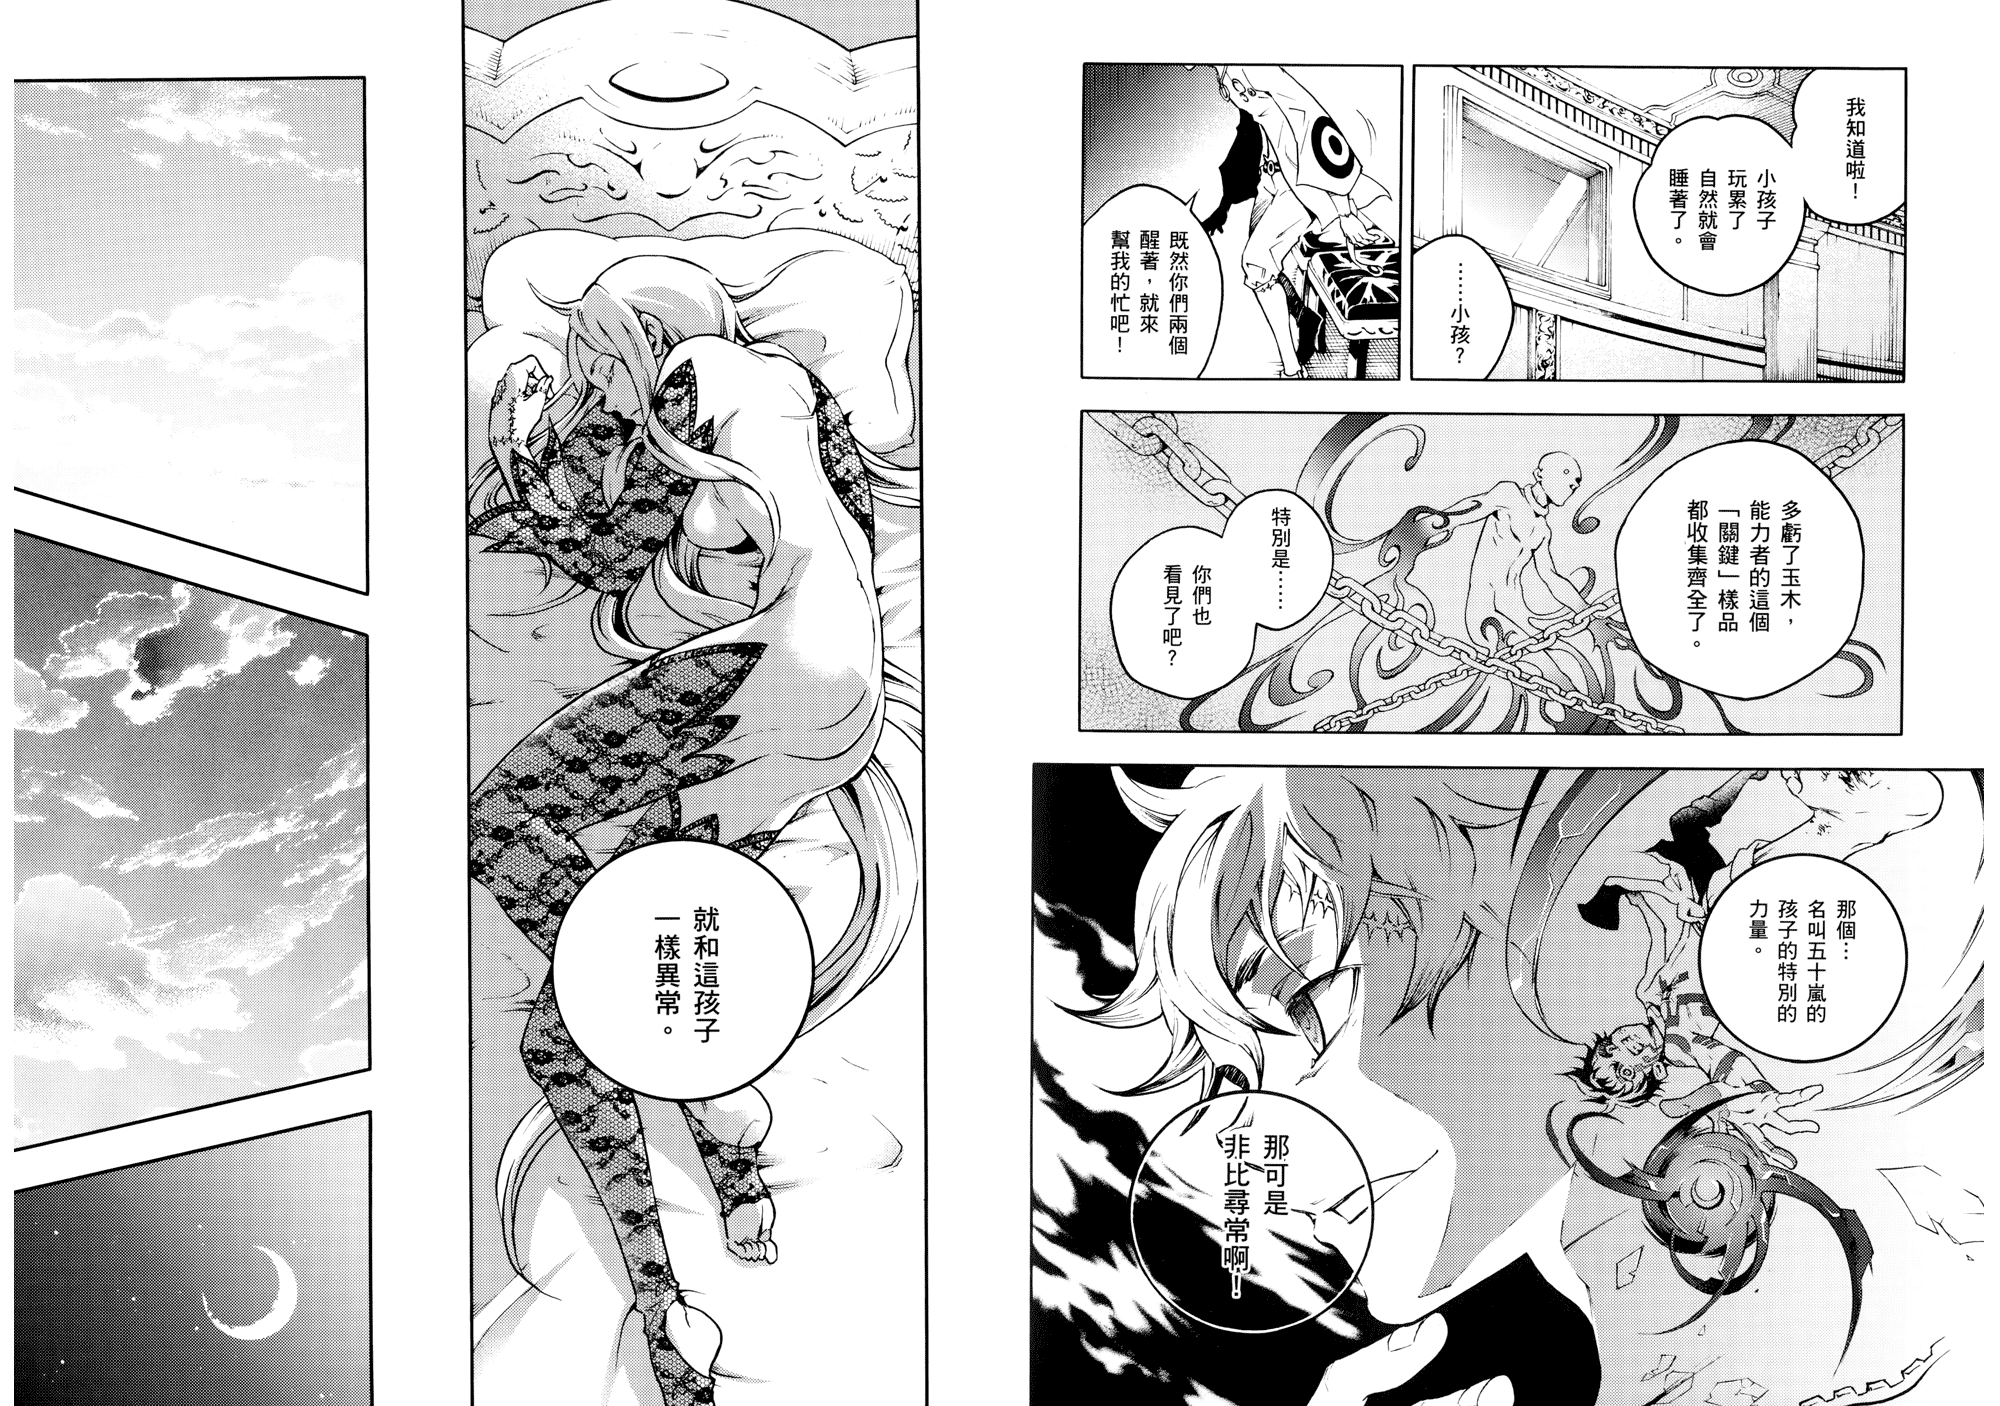 我知道啦！
小孩子
玩累了
自然就會
睡著了。
……小孩？
既然你們兩個
醒著，就來
幫我的忙吧！
多虧了玉木，
能力者的這個
「關鍵」樣品
都收集齊全了。
特別是……
你們也
看見了吧？
那個…
名叫五十嵐的
孩子的特別的
力量。
那可是
非比尋常啊！
就和這孩子
一樣異常。